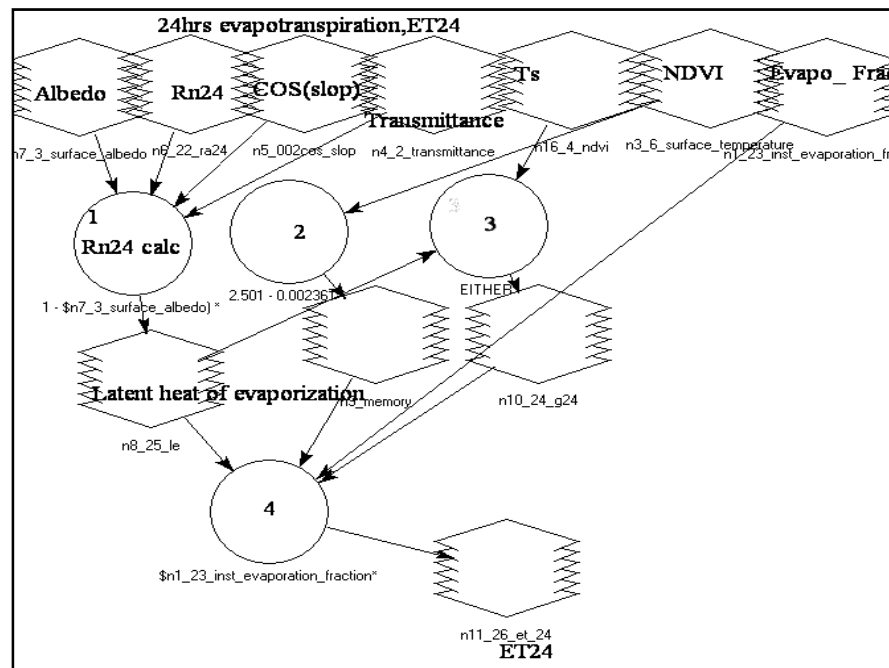 24hrs evapotranspiration,ET24
Albedo
Rn24
COS(slop)
Transmittance
Ts
NDVI
Evapo_ Frac
n7_3_surface_albedo
n6_22_ra24
n5_002cos_slop
n4_2_transmittance
n16_4_ndvi
n3_6_surface_temperature
n1_23_inst_evaporation_fr
1
Rn24 calc
2
3
1 - $n7_3_surface_albedo) *
2.501 - 0.002361
EITHER
Latent heat of evaporization
n9_memory
n10_24_g24
n8_25_le
4
$n1_23_inst_evaporation_fraction*
n11_26_et_24
ET24